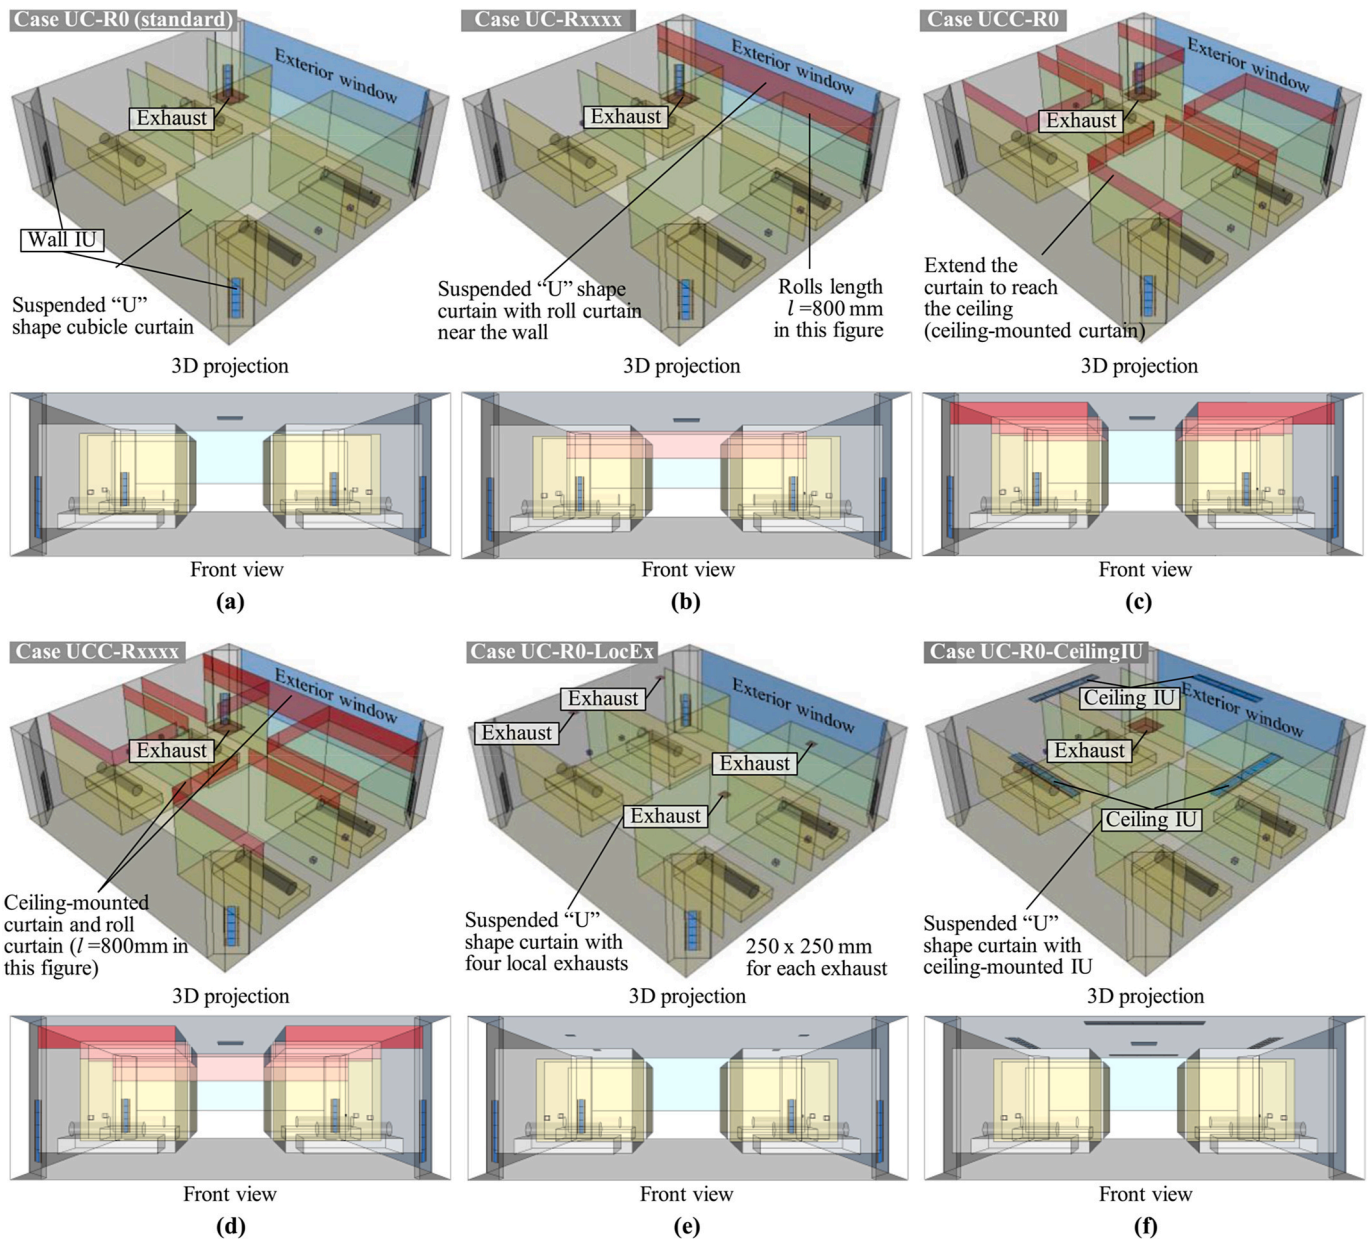 Case UC-R0 (standard)
Exterior window
Exhaust
Wall IU
Suspended “U”
shape cubicle curtain
3D projection
Front view
(a)
Case UC-Rxxxx
Exterior window
Exhaust
Suspended “U” shape
curtain with roll curtain
near the wall
Rolls length
l =800 mm
in this figure
3D projection
Front view
(b)
Case UCC-R0
Exterior window
Exhaust
Extend the
curtain to reach
the ceiling
(ceiling-mounted curtain)
3D projection
Front view
(c)
Case UCC-Rxxxx
Exterior window
Exhaust
Ceiling-mounted
curtain and roll
curtain (l =800mm in
this figure)
3D projection
Front view
(d)
Case UC-R0-LocEx
Exterior window
Exhaust
Exhaust
Exhaust
Exhaust
Suspended “U”
shape curtain with
four local exhausts
250 x 250 mm
for each exhaust
3D projection
Front view
(e)
Case UC-R0-CeilingIU
Ceiling IU
Exterior window
Exhaust
Ceiling IU
Suspended “U”
shape curtain with
ceiling-mounted IU
3D projection
Front view
(f)